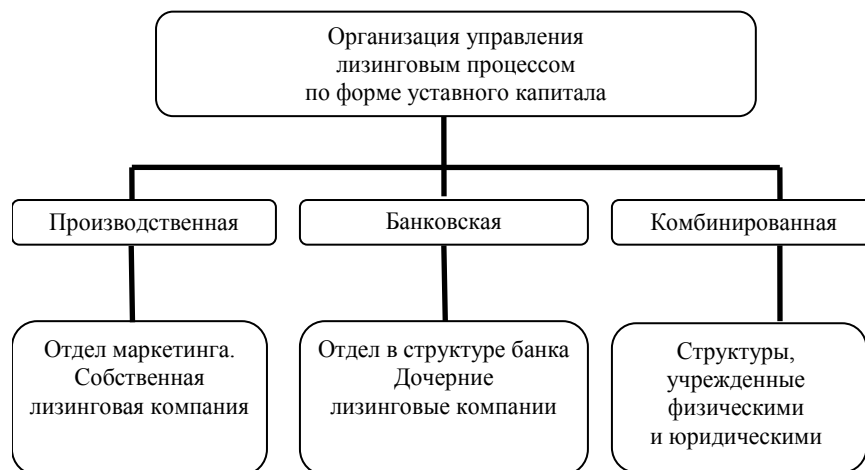 Организация управления
лизинговым процессом
по форме уставного капитала
Производственная
Банковская
Комбинированная
Отдел маркетинга.
Собственная
лизинговая компания
Отдел в структуре банка
Дочерние
лизинговые компании
Структуры,
учрежденные
физическими
и юридическими